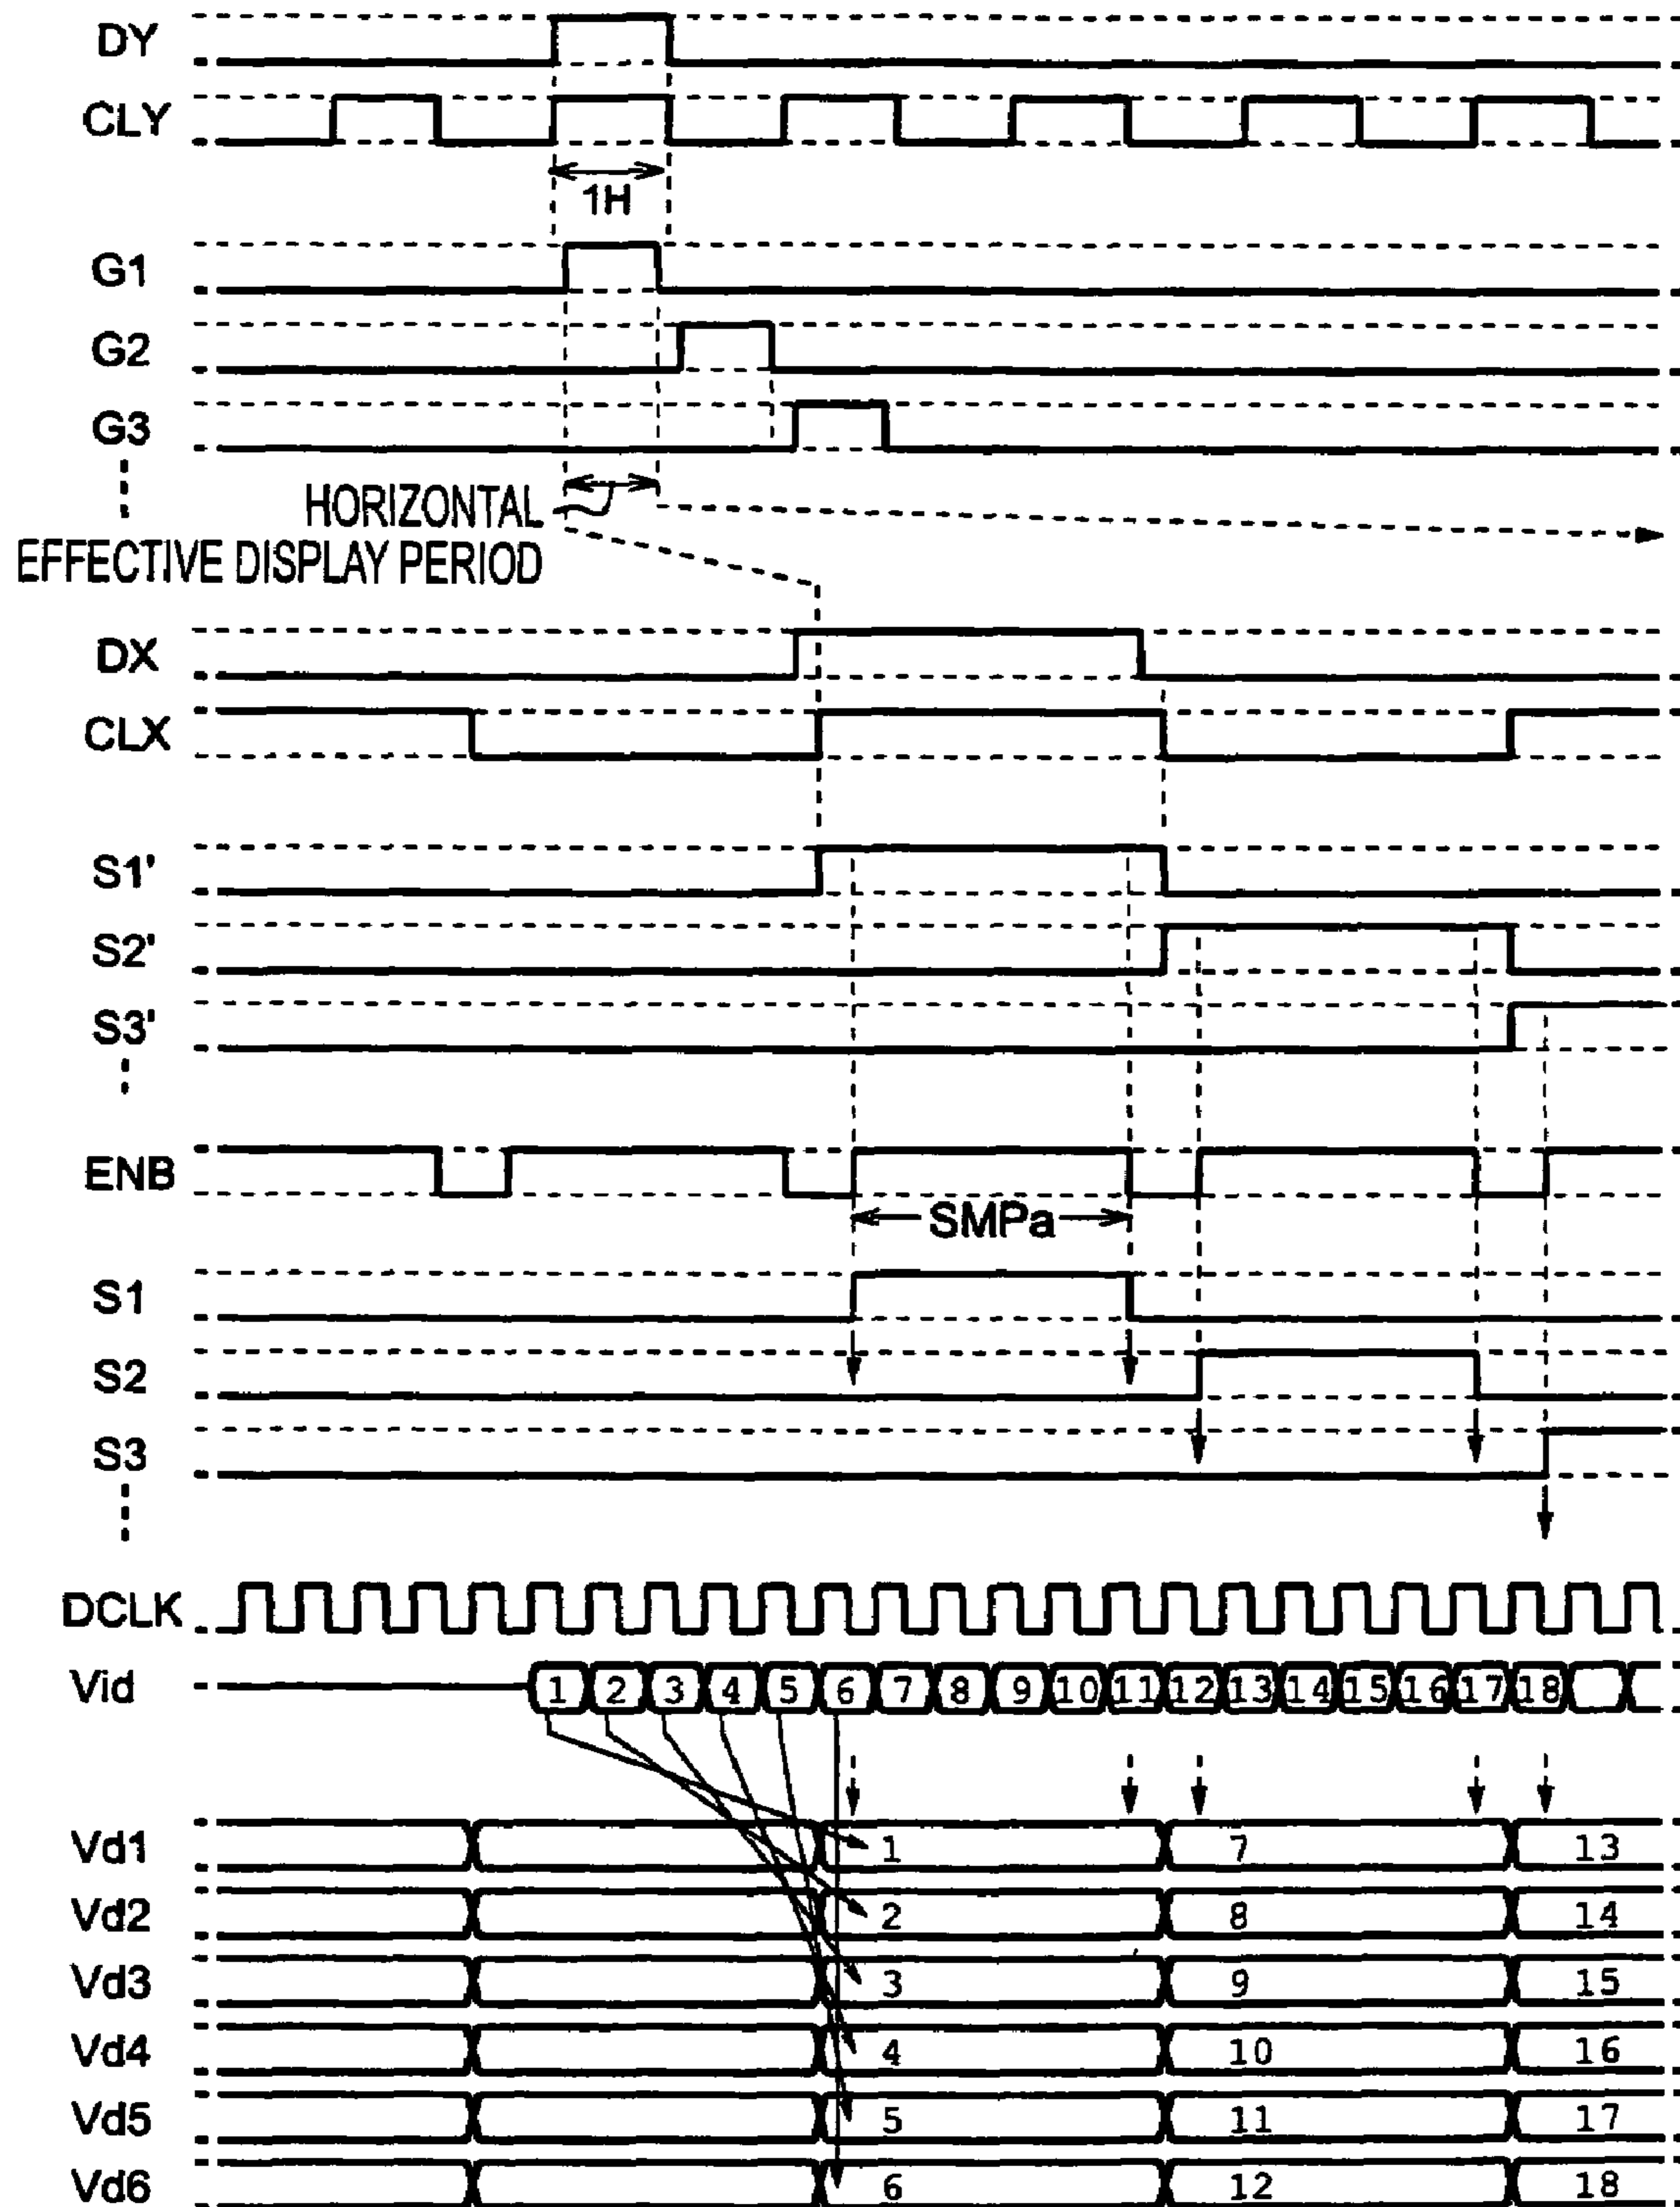 DY
CLY
1H
G1
G2
G3
HORIZONTAL
EFFECTIVE DISPLAY PERIOD
DX
CLX
S1'
S2'
S3'
ENB
SMPa
S1
S2
S3
DCLK
Vid 1 2 3 4 5 6 7 8 9 10 11 12 13 14 15 16 17 18
Vd1 1 7 13
Vd2 2 8 14
Vd3 3 9 15
Vd4 4 10 16
Vd5 5 11 17
Vd6 6 12 18